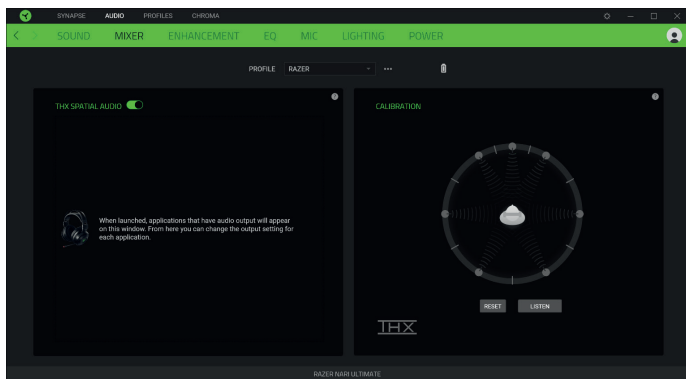 SYNAPSE AUDIO PROFILES CHROMA
SOUND MIXER ENHANCEMENT EQ MIC LIGHTING POWER
PROFILE RAZER
THX SPATIAL AUDIO
?
When launched, applications that have audio output will appear
on this window. From here you can change the output setting for
each application.
CALIBRATION
?
RESET LISTEN
THX
RAZER NARI ULTIMATE